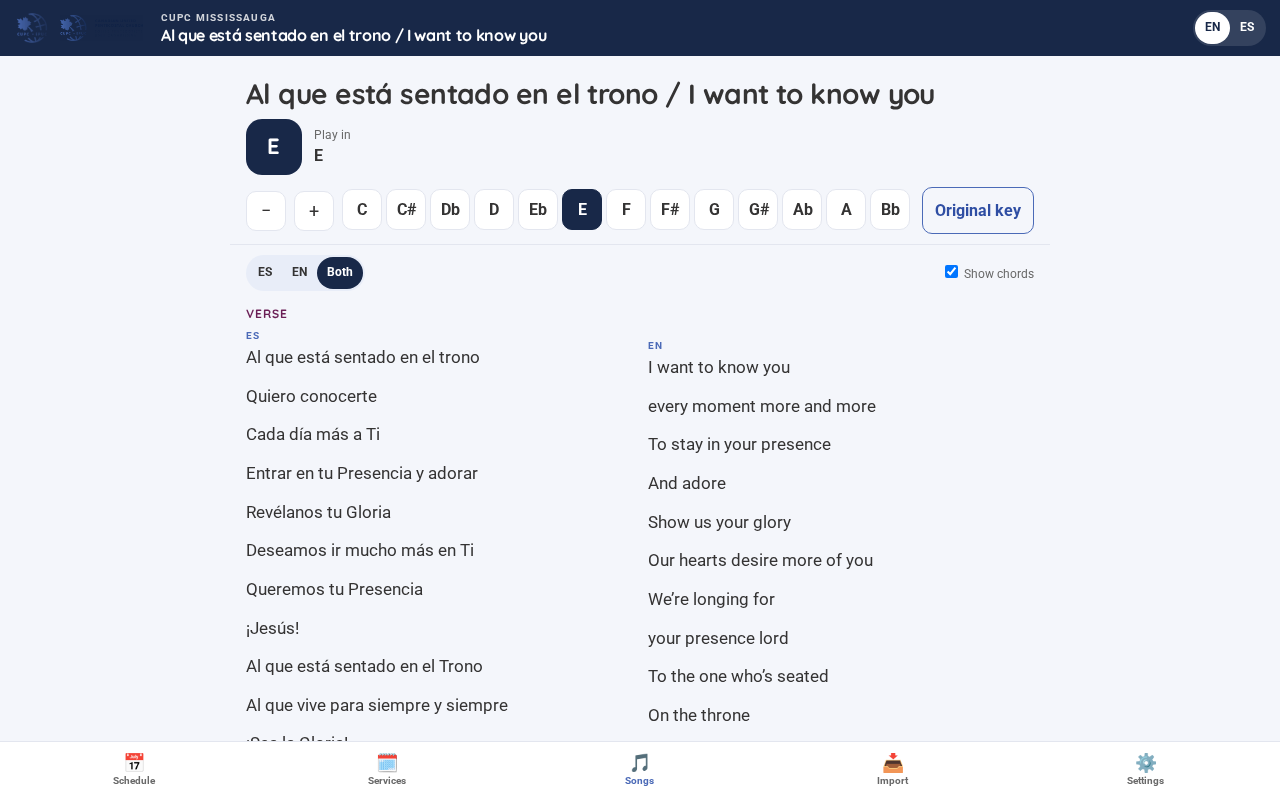 CUPC MISSISSAUGA
Al que está sentado en el trono / I want to know you
EN ES
Al que está sentado en el trono / I want to know you
E
Play in
E
− + C C# Db D Eb E F F# G G# Ab A Bb Original key
ES EN Both
Show chords
VERSE
ES
Al que está sentado en el trono
Quiero conocerte
Cada día más a Ti
Entrar en tu Presencia y adorar
Revélanos tu Gloria
Deseamos ir mucho más en Ti
Queremos tu Presencia
¡Jesús!
Al que está sentado en el Trono
Al que vive para siempre y siempre
EN
I want to know you
every moment more and more
To stay in your presence
And adore
Show us your glory
Our hearts desire more of you
We’re longing for
your presence lord
To the one who’s seated
On the throne
Schedule
Services
Songs
Import
Settings